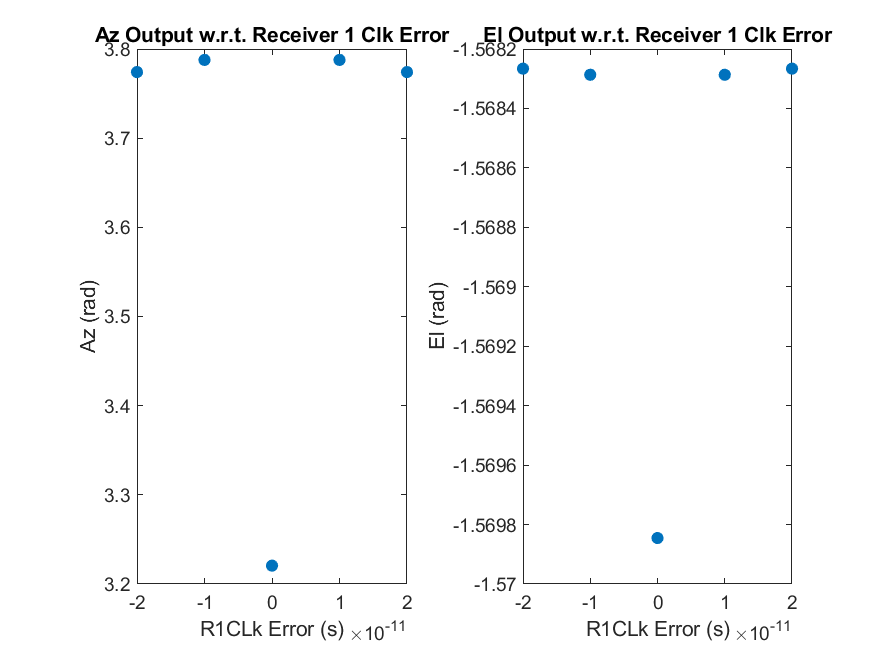 Az Output w.r.t. Receiver 1 Clk Error
3.8
3.7
3.6
3.5
3.4
3.3
3.2
Az (rad)
-2 -1 0 1 2
R1CLk Error (s) ×10-11
El Output w.r.t. Receiver 1 Clk Error
-1.5682
-1.5684
-1.5686
-1.5688
-1.569
-1.5692
-1.5694
-1.5696
-1.5698
-1.57
El (rad)
-2 -1 0 1 2
R1CLk Error (s) ×10-11